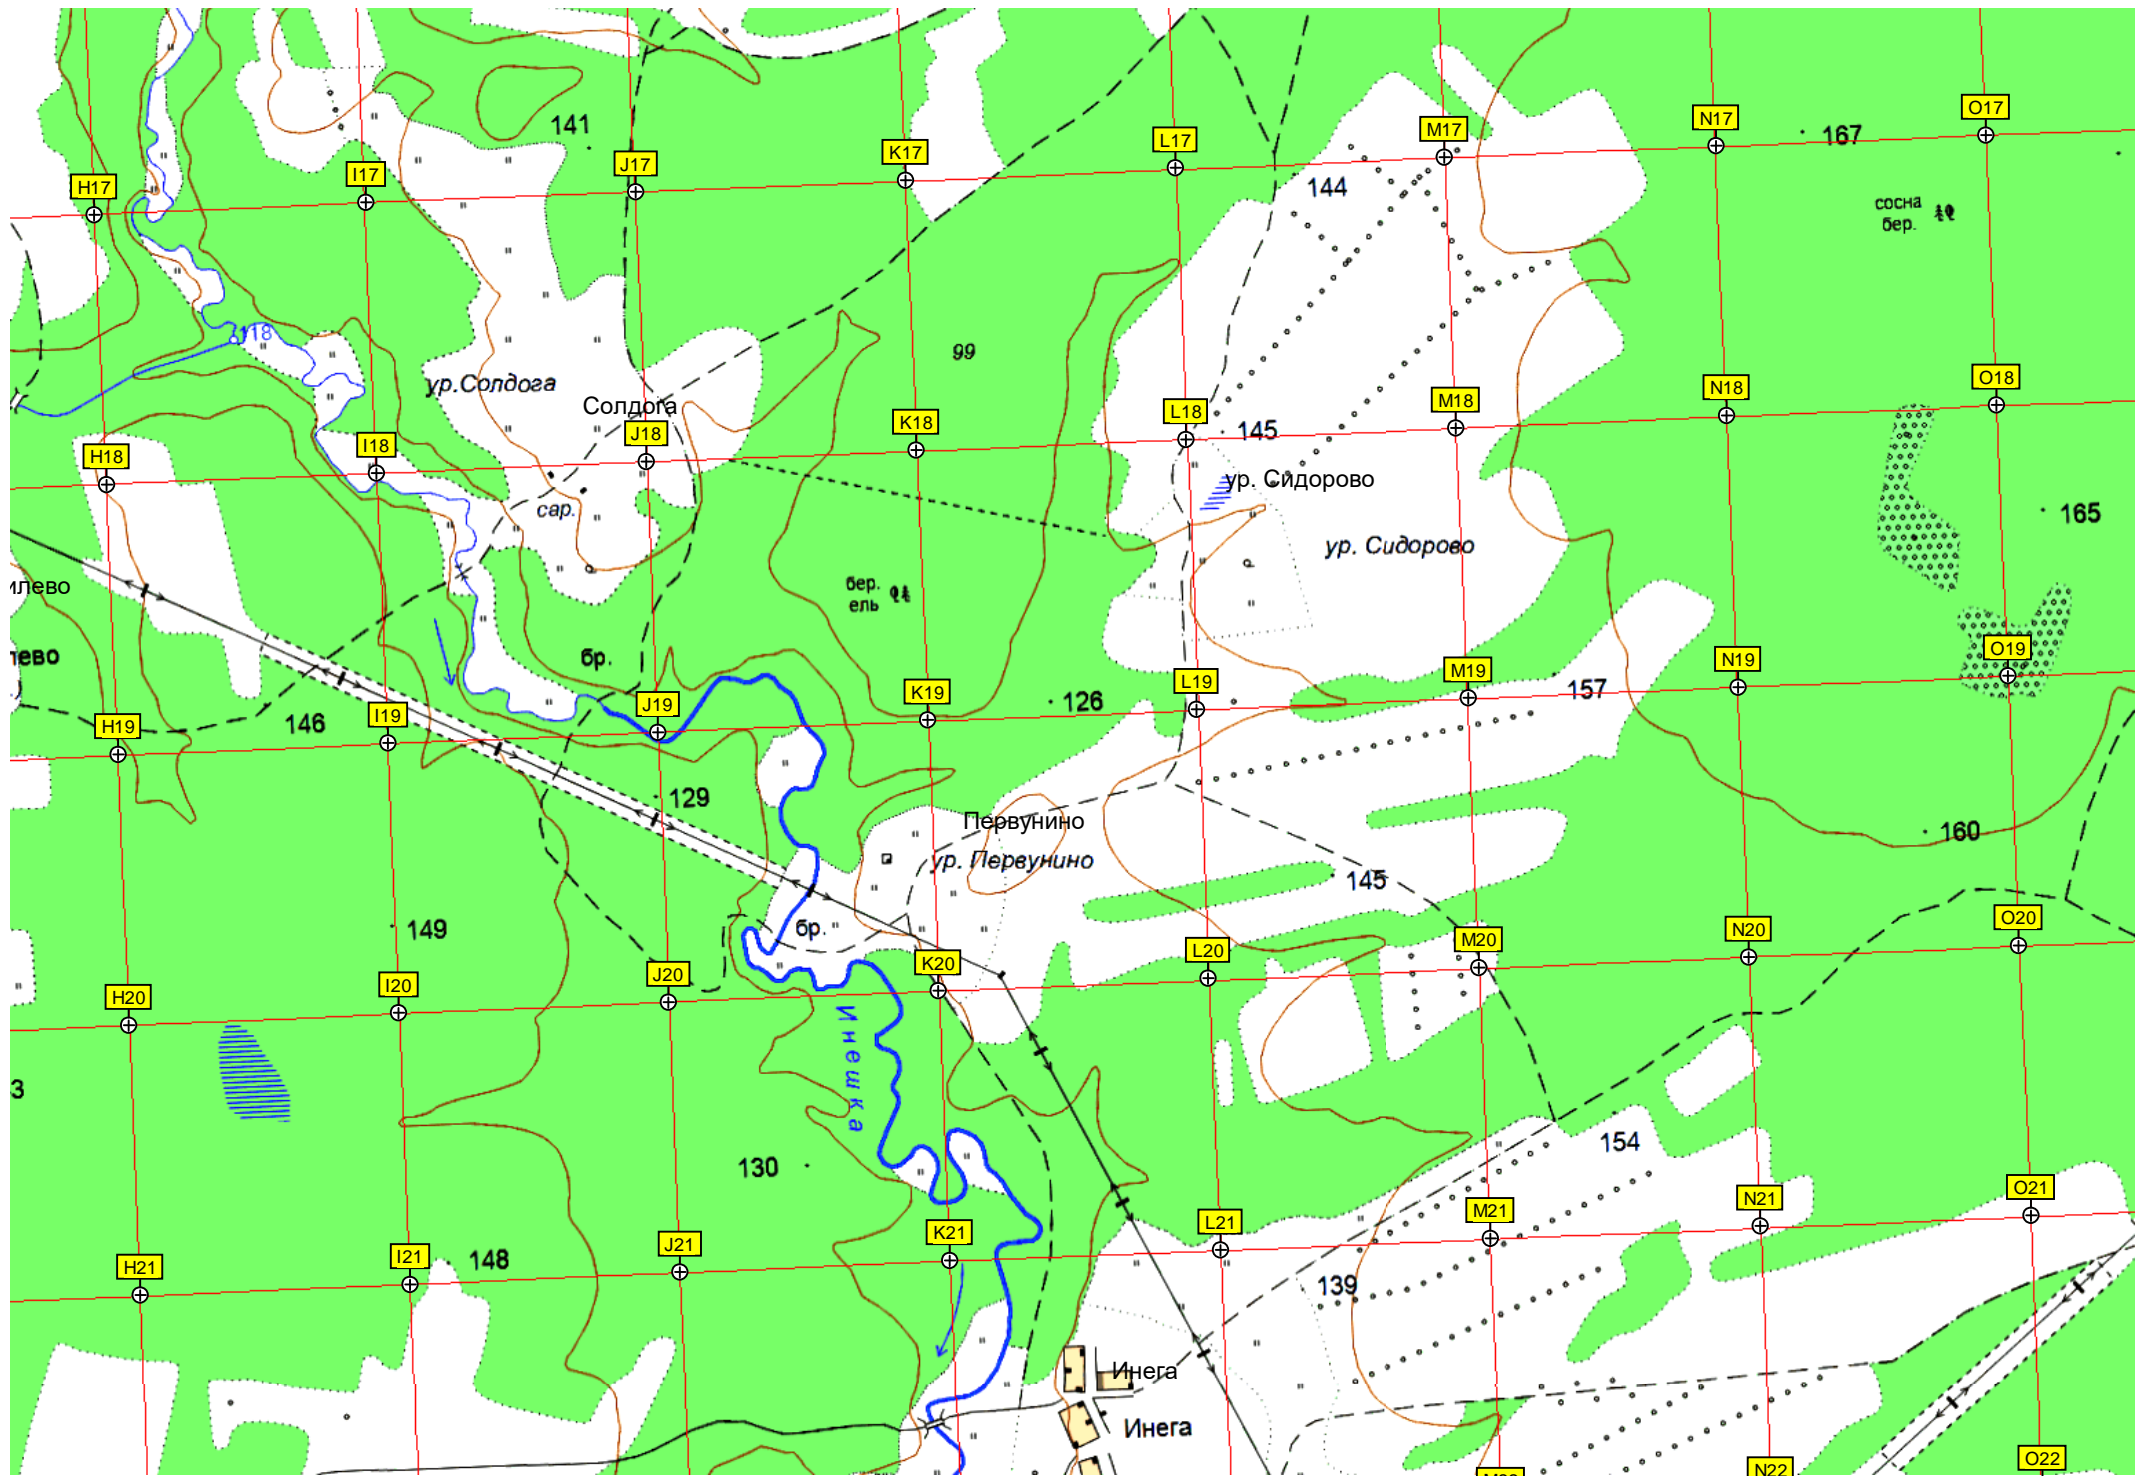 O17
N17
167
M17
141
L17
K17
J17
144
I17
H17
сосна
бер.
118
99
ур.Солдога
O18
N18
Солдога
M18
L18
145
K18
J18
I18
H18
ур. Сидорово
сар.
165
ур. Сидорово
илево
бер.
ель
O19
ево
бр.
N19
M19
157
L19
126
K19
J19
146
I19
H19
129
Первунино
160
ур. Первунино
145
149
бр.
O20
N20
M20
L20
K20
J20
I20
H20
Инешка
3
154
130
O21
N21
M21
L21
K21
J21
148
I21
H21
139
Инега
Инега
O22
N22